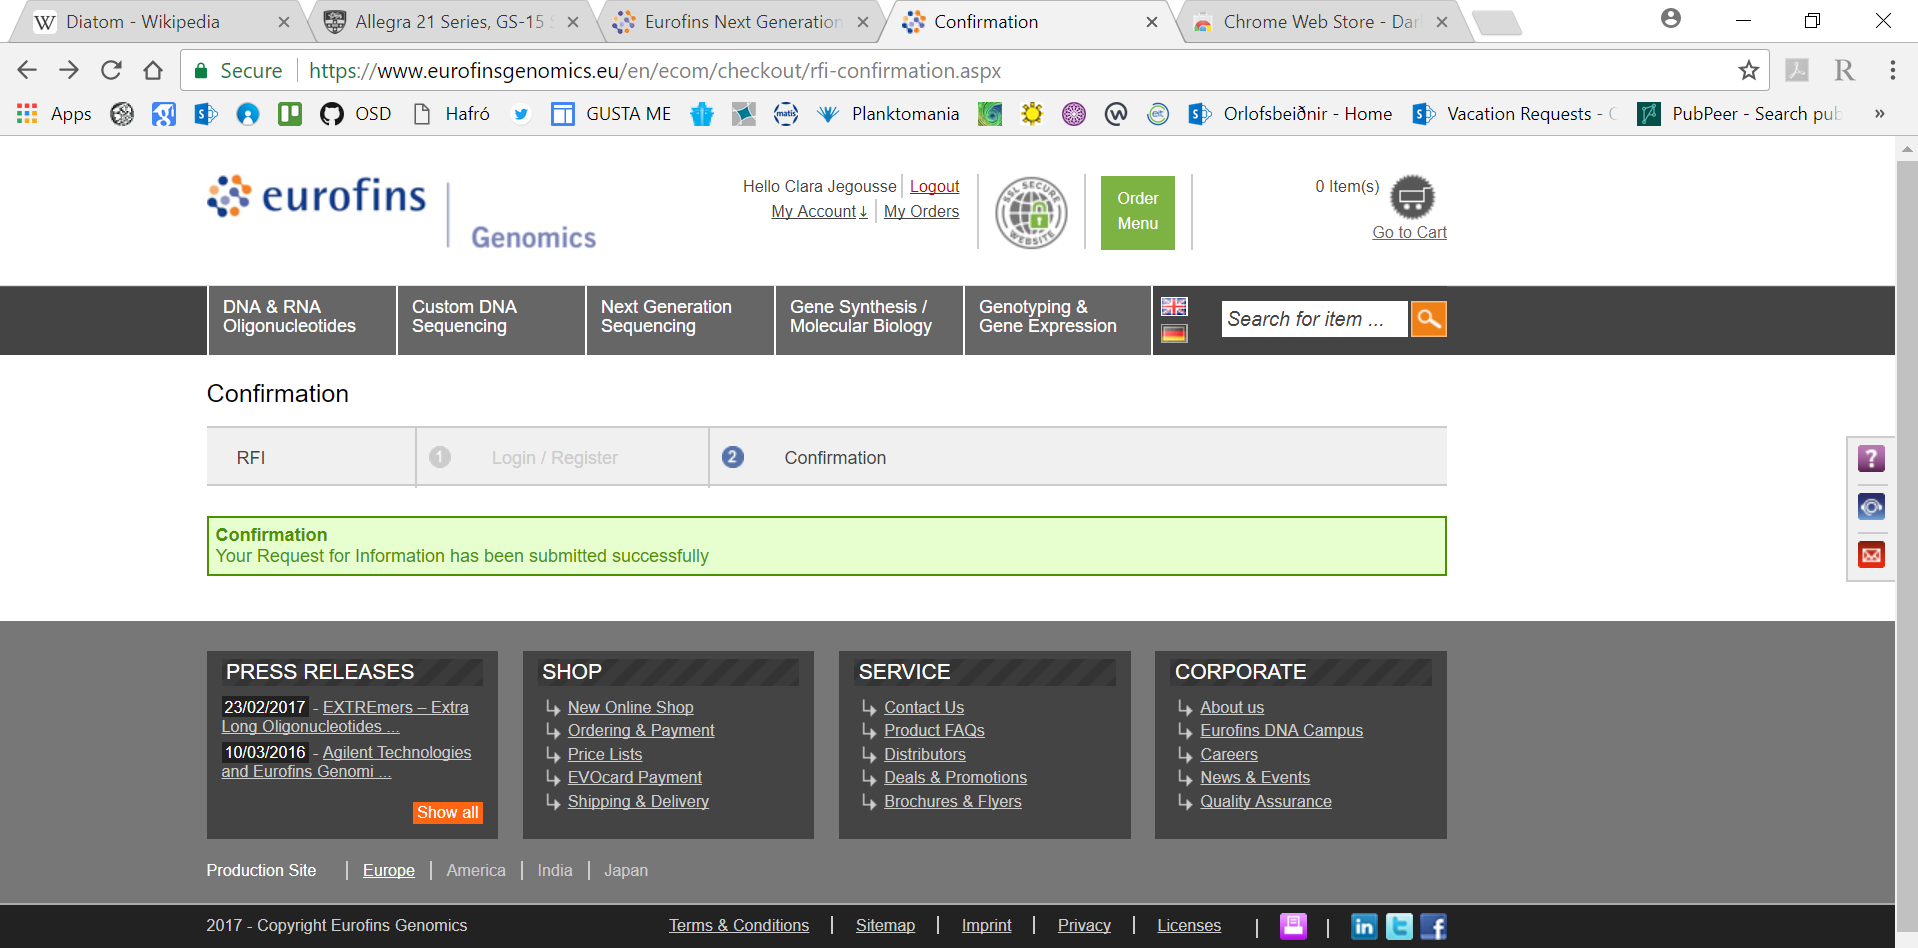 Diatom - Wikipedia
Allegra 21 Series, GS-15
Eurofins Next Generation
Confirmation
Chrome Web Store - Dar
Secure
https://www.eurofinsgenomics.eu/en/ecom/checkout/rfi-confirmation.aspx
R
Apps
OSD
Hafró
GUSTA ME
Planktomania
Orlofsbeiðnir - Home
Vacation Requests -
PubPeer - Search pub
»
eurofins
Genomics
Hello Clara Jegousse
Logout
My Account ↓
My Orders
SSL SECURE WEBSITE
Order
Menu
0 Item(s)
Go to Cart
DNA & RNA
Oligonucleotides
Custom DNA
Sequencing
Next Generation
Sequencing
Gene Synthesis /
Molecular Biology
Genotyping &
Gene Expression
Search for item ...
Confirmation
RFI
1 Login / Register
2 Confirmation
Confirmation
Your Request for Information has been submitted successfully
?
PRESS RELEASES
23/02/2017 - EXTREmers – Extra
Long Oligonucleotides ...
10/03/2016 - Agilent Technologies
and Eurofins Genomi ...
Show all
SHOP
New Online Shop
Ordering & Payment
Price Lists
EVOcard Payment
Shipping & Delivery
SERVICE
Contact Us
Product FAQs
Distributors
Deals & Promotions
Brochures & Flyers
CORPORATE
About us
Eurofins DNA Campus
Careers
News & Events
Quality Assurance
Production Site | Europe | America | India | Japan
2017 - Copyright Eurofins Genomics
Terms & Conditions | Sitemap | Imprint | Privacy | Licenses | |